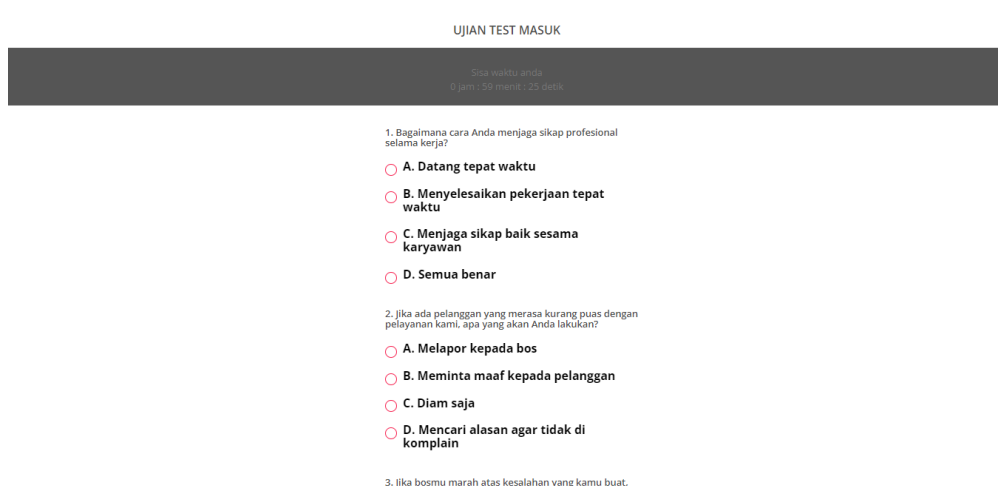 UJIAN TEST MASUK
Sisa waktu anda
0 jam : 59 menit : 25 detik
1. Bagaimana cara Anda menjaga sikap profesional
selama kerja?
A. Datang tepat waktu
B. Menyelesaikan pekerjaan tepat
waktu
C. Menjaga sikap baik sesama
karyawan
D. Semua benar
2. Jika ada pelanggan yang merasa kurang puas dengan
pelayanan kami, apa yang akan Anda lakukan?
A. Melapor kepada bos
B. Meminta maaf kepada pelanggan
C. Diam saja
D. Mencari alasan agar tidak di
komplain
3. Jika bosmu marah atas kesalahan yang kamu buat,